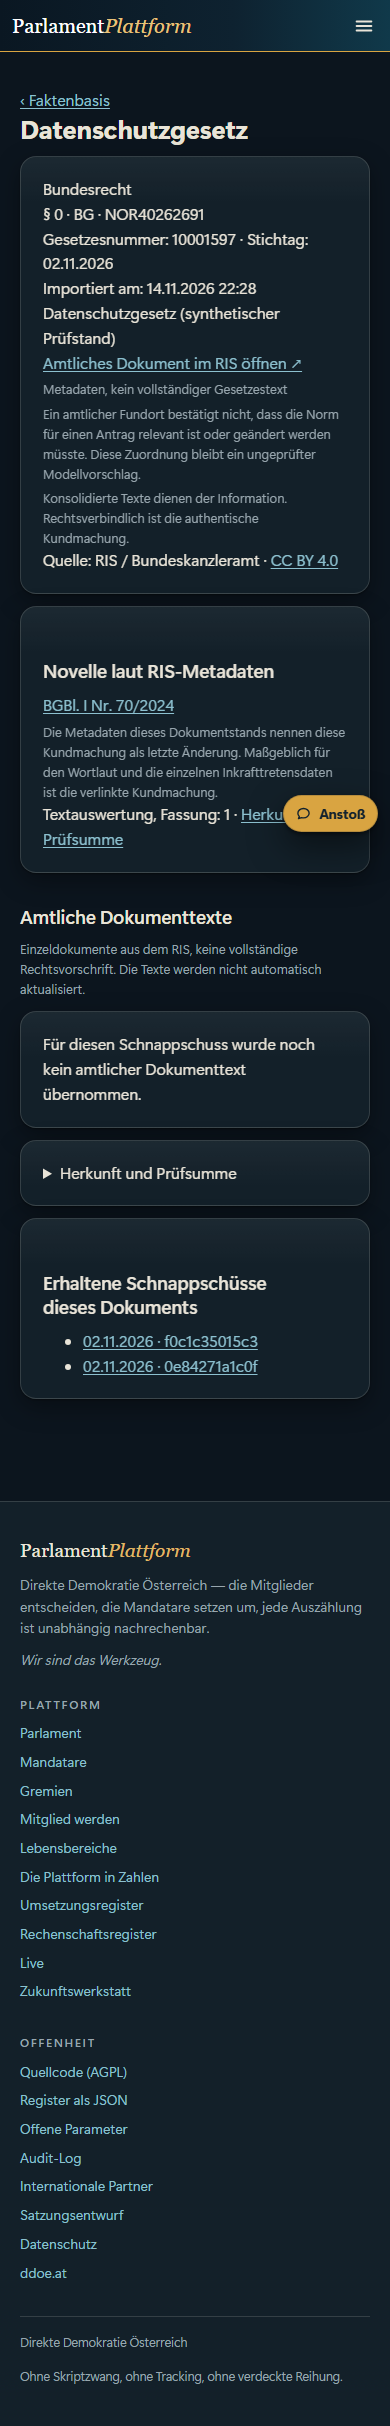 ParlamentPlattform
‹ Faktenbasis
Datenschutzgesetz
Bundesrecht
§ 0 · BG · NOR40262691
Gesetzesnummer: 10001597 · Stichtag:
02.11.2026
Importiert am: 14.11.2026 22:28
Datenschutzgesetz (synthetischer
Prüfstand)
Amtliches Dokument im RIS öffnen ↗
Metadaten, kein vollständiger Gesetzestext
Ein amtlicher Fundort bestätigt nicht, dass die Norm
für einen Antrag relevant ist oder geändert werden
müsste. Diese Zuordnung bleibt ein ungeprüfter
Modellvorschlag.
Konsolidierte Texte dienen der Information.
Rechtsverbindlich ist die authentische
Kundmachung.
Quelle: RIS / Bundeskanzleramt · CC BY 4.0
Novelle laut RIS-Metadaten
BGBl. I Nr. 70/2024
Die Metadaten dieses Dokumentstands nennen diese
Kundmachung als letzte Änderung. Maßgeblich für
den Wortlaut und die einzelnen Inkrafttretensdaten
ist die verlinkte Kundmachung.
Textauswertung, Fassung: 1 ·
Anstoß
Prüfsumme
Amtliche Dokumenttexte
Einzeldokumente aus dem RIS, keine vollständige
Rechtsvorschrift. Die Texte werden nicht automatisch
aktualisiert.
Für diesen Schnappschuss wurde noch
kein amtlicher Dokumenttext
übernommen.
Herkunft und Prüfsumme
Erhaltene Schnappschüsse
dieses Dokuments
02.11.2026 · f0c1c35015c3
02.11.2026 · 0e84271a1c0f
ParlamentPlattform
Direkte Demokratie Österreich — die Mitglieder
entscheiden, die Mandatare setzen um, jede Auszählung
ist unabhängig nachrechenbar.
Wir sind das Werkzeug.
PLATTFORM
Parlament
Mandatare
Gremien
Mitglied werden
Lebensbereiche
Die Plattform in Zahlen
Umsetzungsregister
Rechenschaftsregister
Live
Zukunftswerkstatt
OFFENHEIT
Quellcode (AGPL)
Register als JSON
Offene Parameter
Audit-Log
Internationale Partner
Satzungsentwurf
Datenschutz
ddoe.at
Direkte Demokratie Österreich
Ohne Skriptzwang, ohne Tracking, ohne verdeckte Reihung.